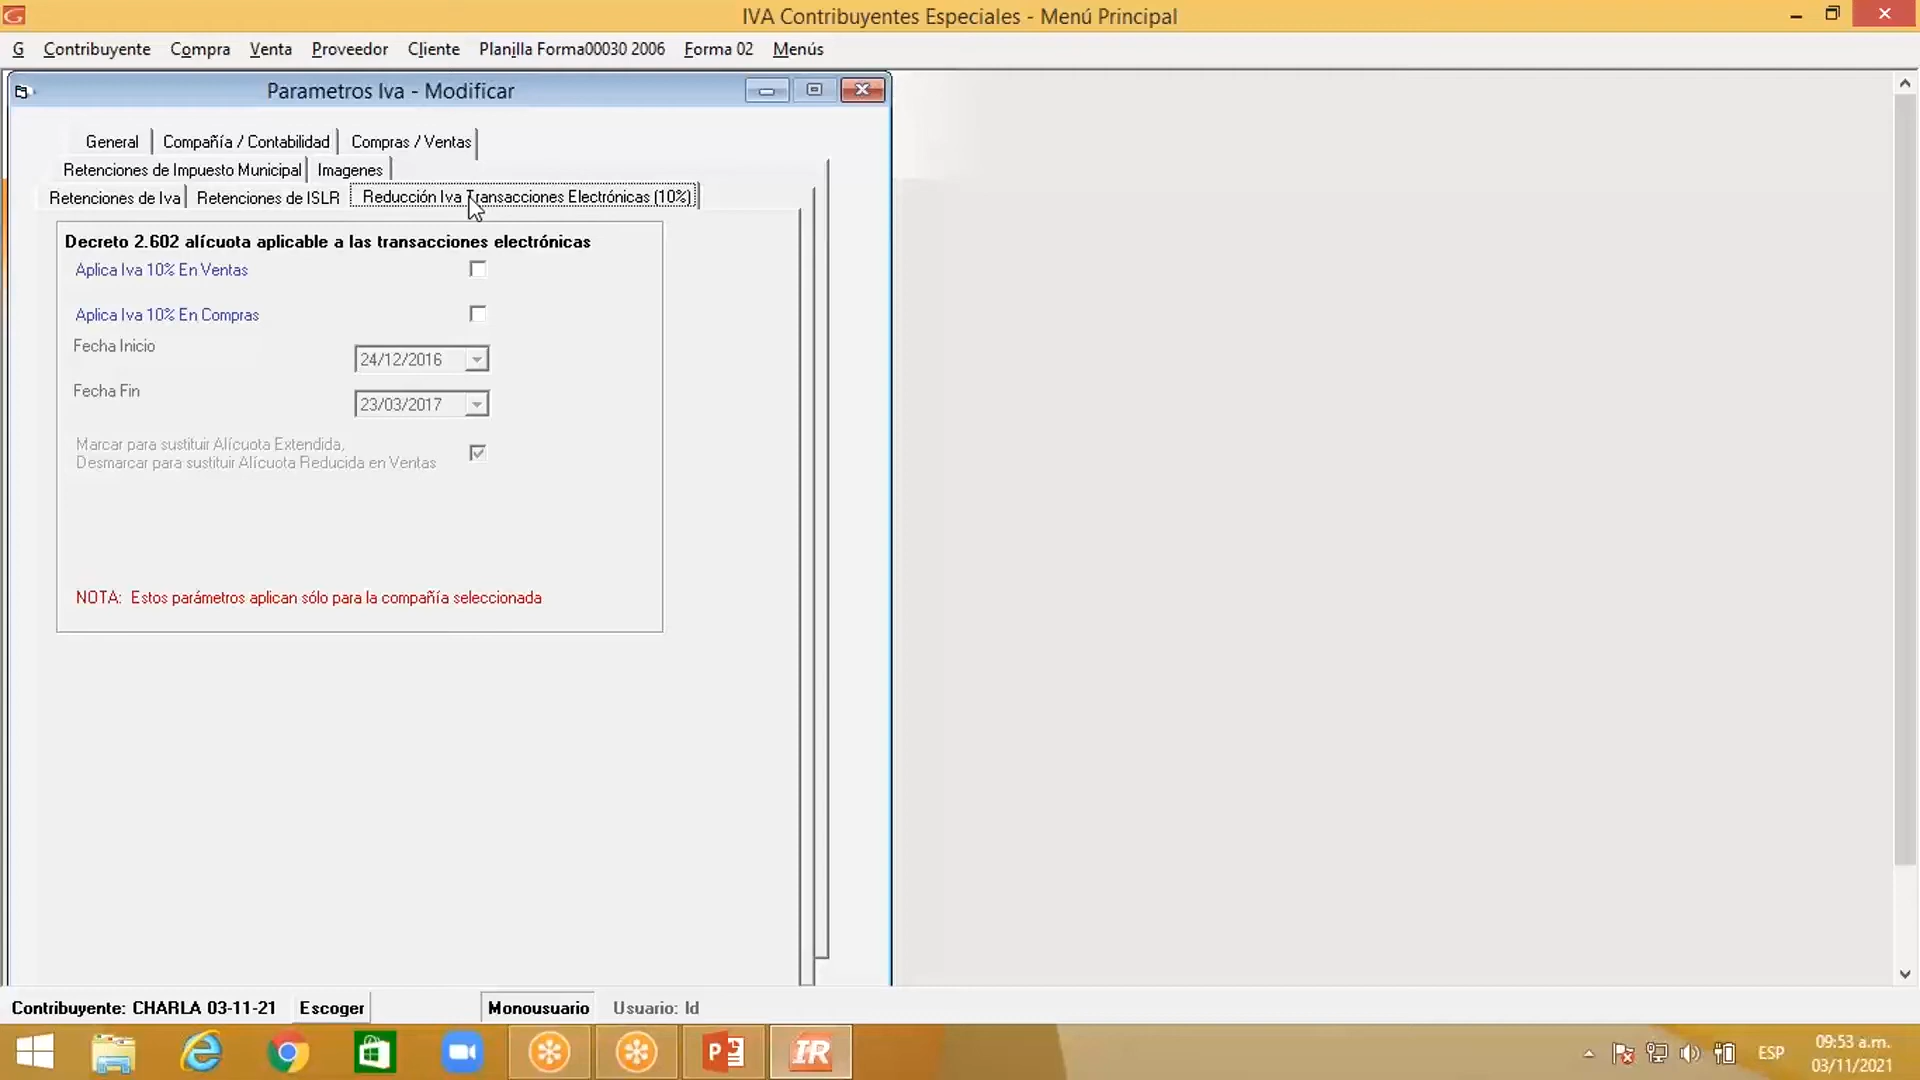 IVA Contribuyentes Especiales - Menú Principal
G Contribuyente Compra Venta Proveedor Cliente Planilla Forma00030 2006 Forma 02 Menús
Parametros Iva - Modificar
General Compañía / Contabilidad Compras / Ventas
Retenciones de Impuesto Municipal Imagenes
Retenciones de Iva Retenciones de ISLR Reducción Iva Transacciones Electrónicas (10%)
Decreto 2.602 alícuota aplicable a las transacciones electrónicas
Aplica Iva 10% En Ventas
Aplica Iva 10% En Compras
Fecha Inicio
24/12/2016
Fecha Fin
23/03/2017
Marcar para sustituir Alícuota Extendida,
Desmarcar para sustituir Alícuota Reducida en Ventas
NOTA: Estos parámetros aplican sólo para la compañía seleccionada
Contribuyente: CHARLA 03-11-21 Escoger Monousuario Usuario: Id
IR
ESP
09:53 a.m.
03/11/2021